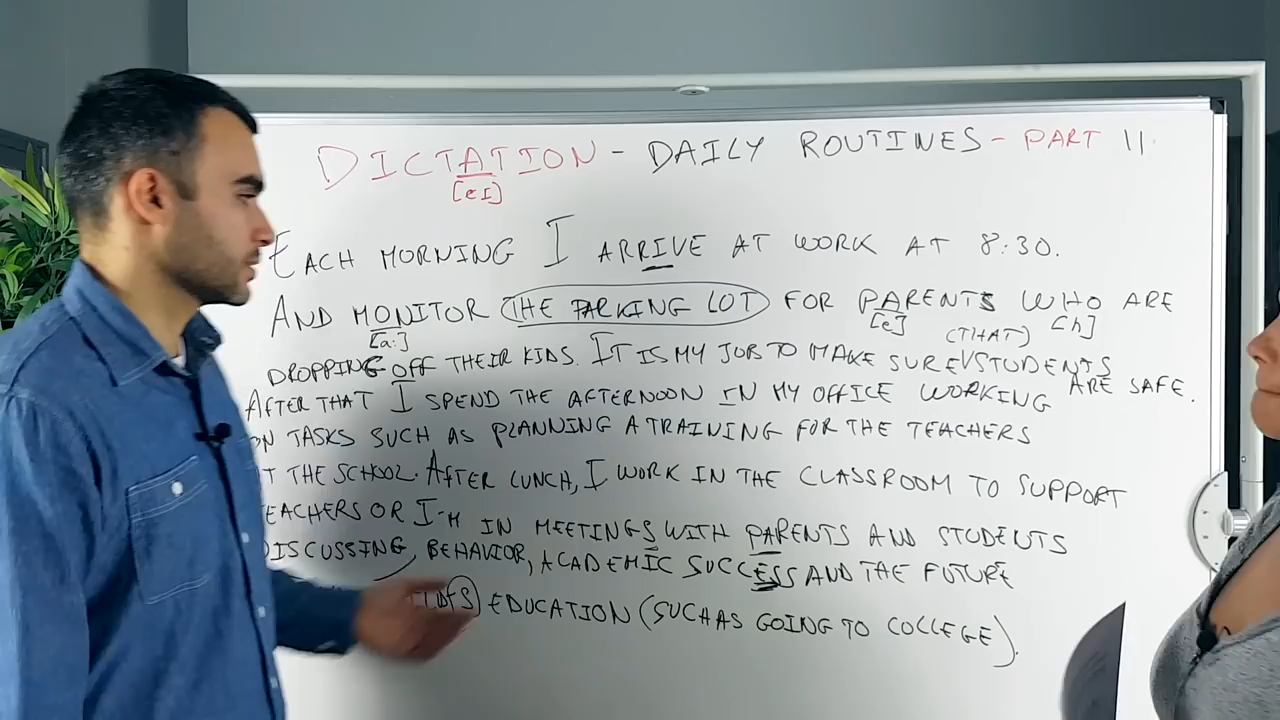 DICTATION - DAILY ROUTINES - PART II
[eI]
EACH MORNING I ARRIVE AT WORK AT 8:30.
AND MONITOR THE PARKING LOT FOR PARENTS WHO ARE
[a:] [e] (THAT) [h]
DROPPING OFF THEIR KIDS. IT IS MY JOB TO MAKE SURE STUDENTS
ARE SAFE.
AFTER THAT I SPEND THE AFTERNOON IN MY OFFICE WORKING
ON TASKS SUCH AS PLANNING A TRAINING FOR THE TEACHERS
THE SCHOOL. AFTER LUNCH, I WORK IN THE CLASSROOM TO SUPPORT
EACHERS OR I'M IN MEETINGS WITH PARENTS AND STUDENTS
DISCUSSING BEHAVIOR, ACADEMIC SUCCESS AND THE FUTURE
EDUCATION (SUCH AS GOING TO COLLEGE).